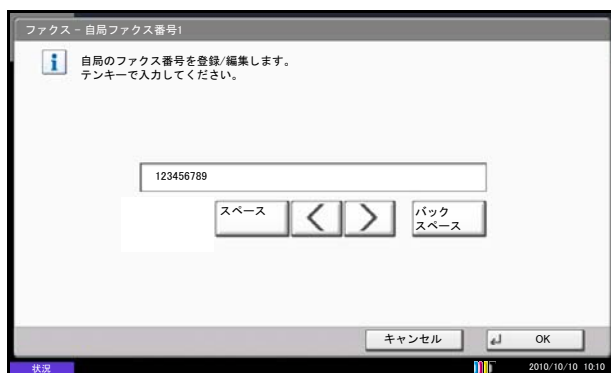 ファクス - 自局ファクス番号1
自局のファクス番号を登録/編集します。
テンキーで入力してください。
123456789
スペース
バック
スペース
キャンセル
OK
状況
2010/10/10 10:10